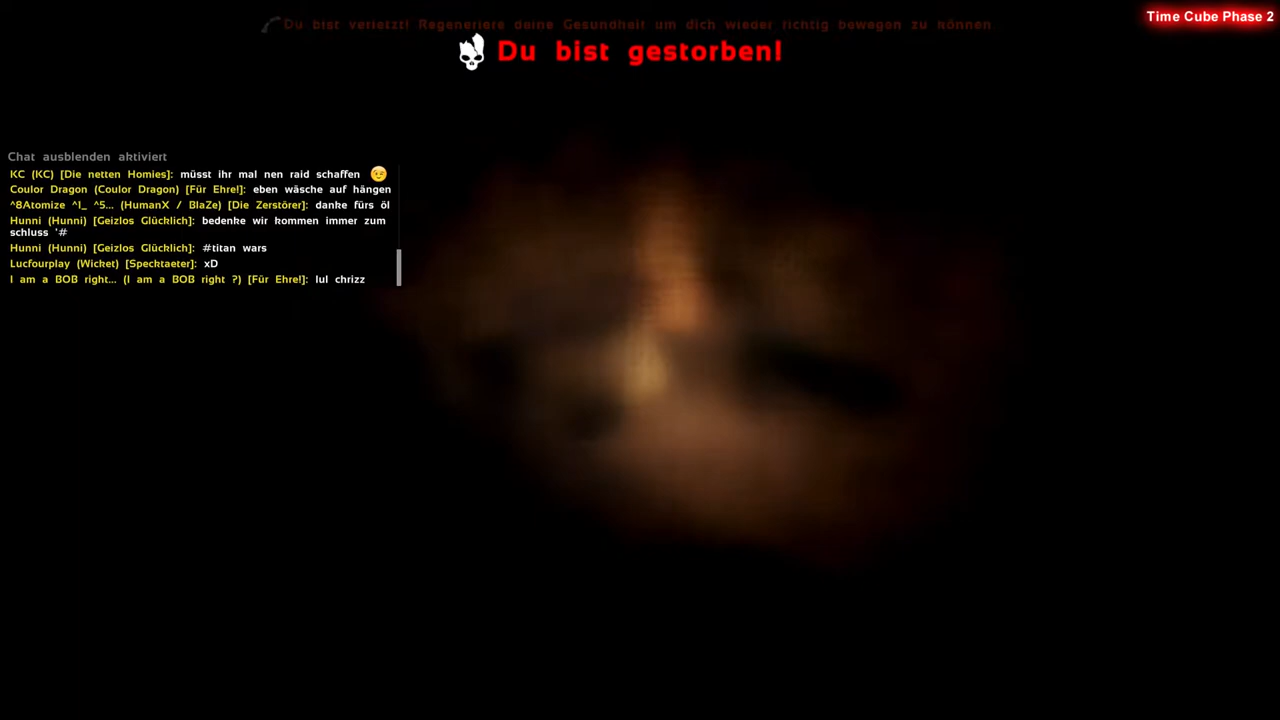 Du bist verletzt! Regeneriere deine Gesundheit um dich wieder richtig bewegen zu können
Time Cube Phase 2
Du bist gestorben!
Chat ausblenden aktiviert
KC (KC) [Die netten Homies]: müsst ihr mal nen raid schaffen
Coulor Dragon (Coulor Dragon) [Für Ehre!]: eben wäsche auf hängen
^8Atomize ^I_ ^5... (HumanX / BlaZe) [Die Zerstörer]: danke fürs öl
Hunni (Hunni) [Geizlos Glücklich]: bedenke wir kommen immer zum
schluss '#
Hunni (Hunni) [Geizlos Glücklich]: #titan wars
Lucfourplay (Wicket) [Specktaeter]: xD
I am a BOB right... (I am a BOB right ?) [Für Ehre!]: lul chrizz